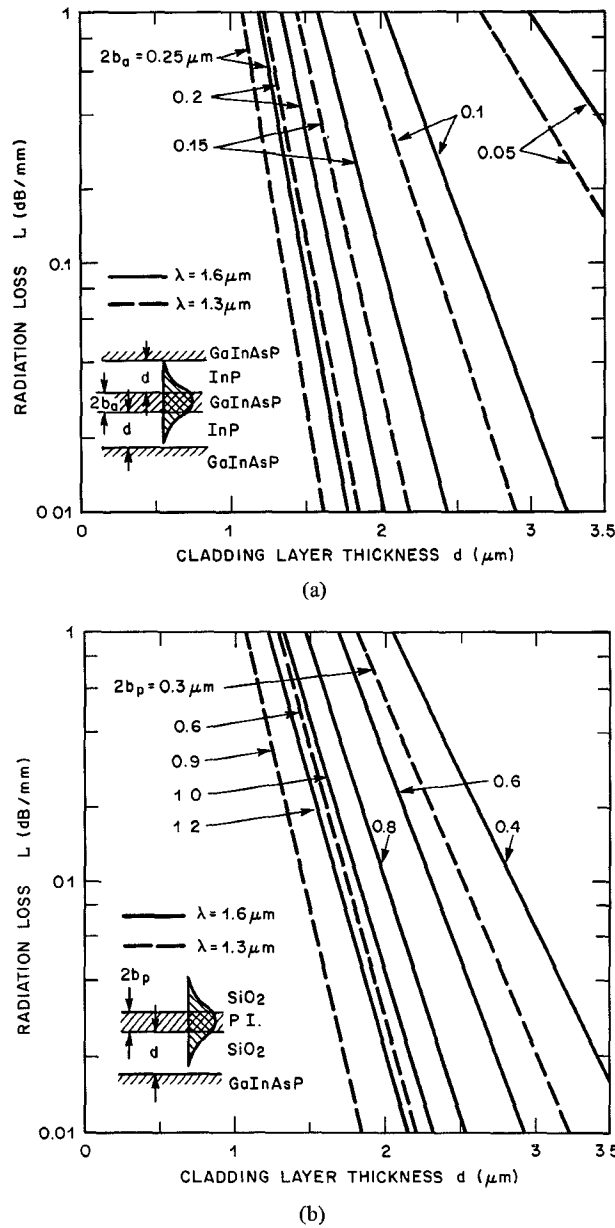 (a)
1
0.1
0.01
RADIATION LOSS L (dB/mm)
2ba = 0.25 μm
0.2
0.15
0.1
0.05
λ = 1.6 μm
λ = 1.3 μm
GaInAsP
d
InP
2ba
GaInAsP
d
InP
GaInAsP
0
1
2
3
3.5
CLADDING LAYER THICKNESS d (μm)
(a)
1
0.1
0.01
RADIATION LOSS L (dB/mm)
2bp = 0.3 μm
0.6
0.9
1 0
1 2
0.6
0.8
0.4
λ = 1.6 μm
λ = 1.3 μm
2bp
SiO2
P I.
d
SiO2
GaInAsP
0
1
2
3
3.5
CLADDING LAYER THICKNESS d (μm)
(b)